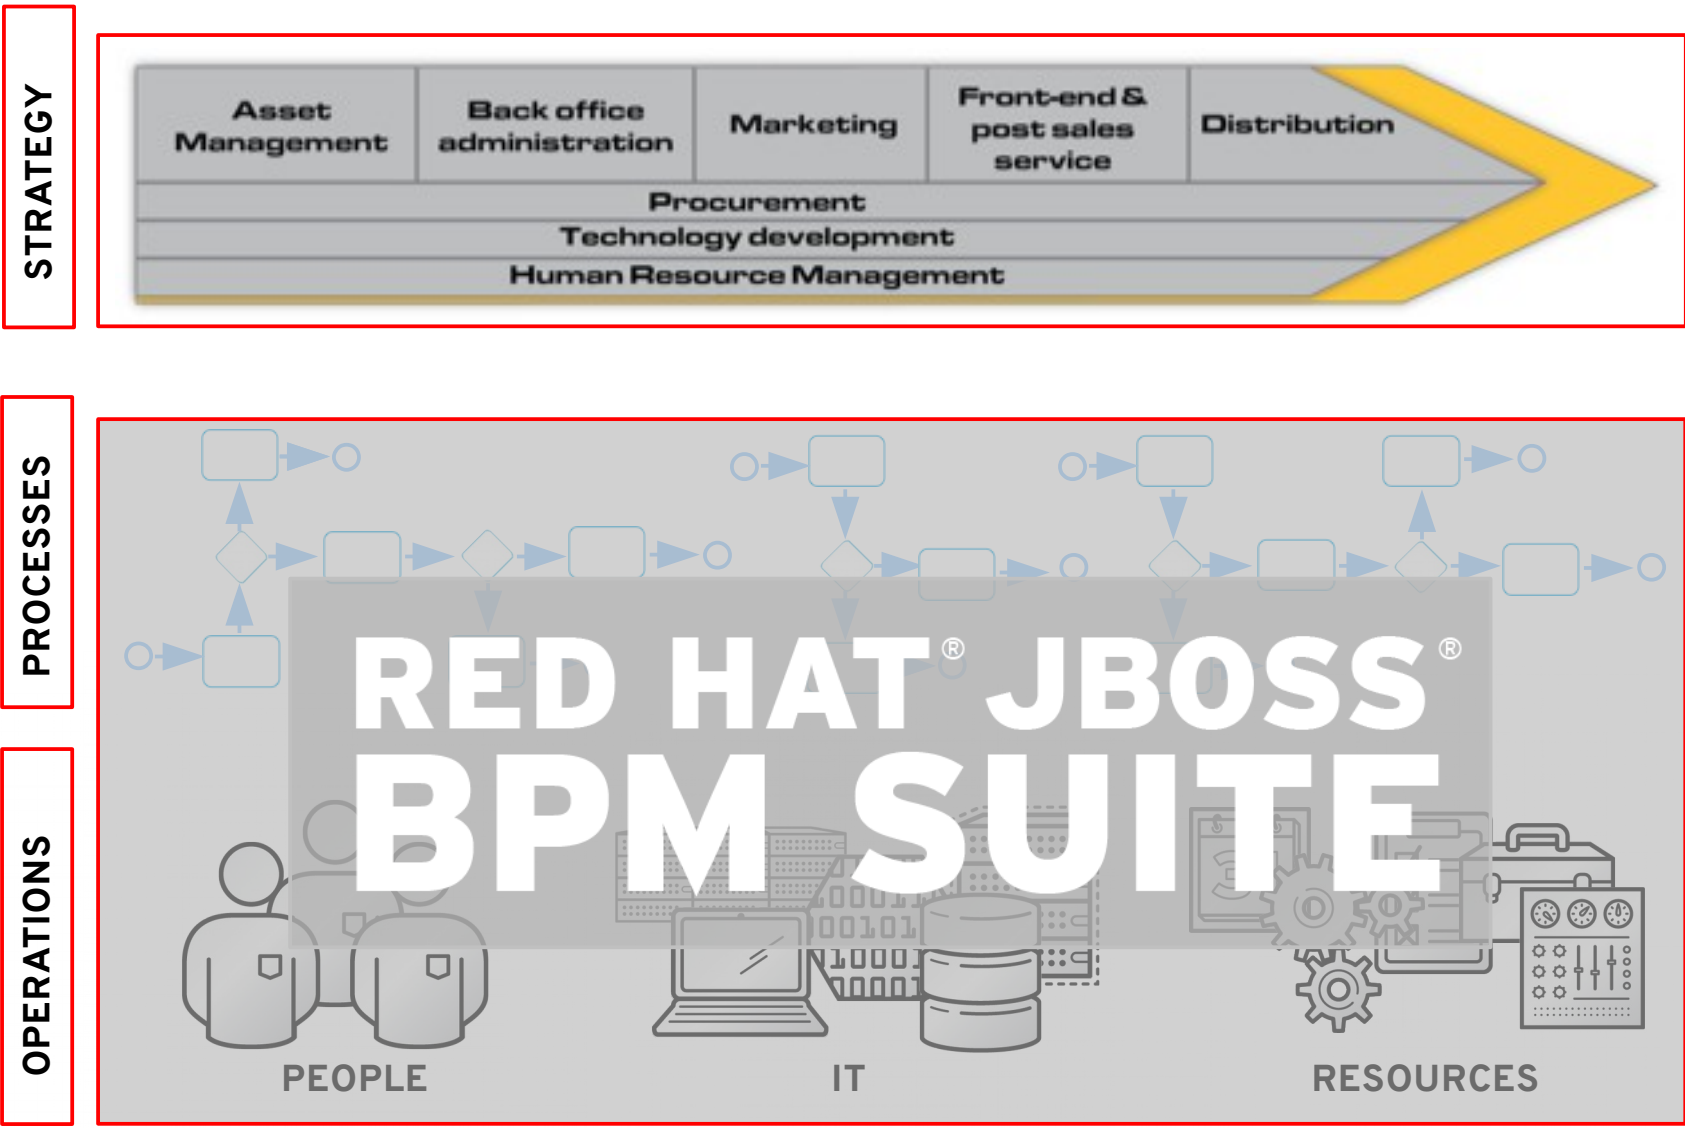 STRATEGY
Asset
Management
Back office
administration
Marketing
Front-end &
post sales
service
Distribution
Procurement
Technology development
Human Resource Management
PROCESSES
RED HAT® JBOSS®
BPM SUITE
OPERATIONS
PEOPLE
IT
RESOURCES